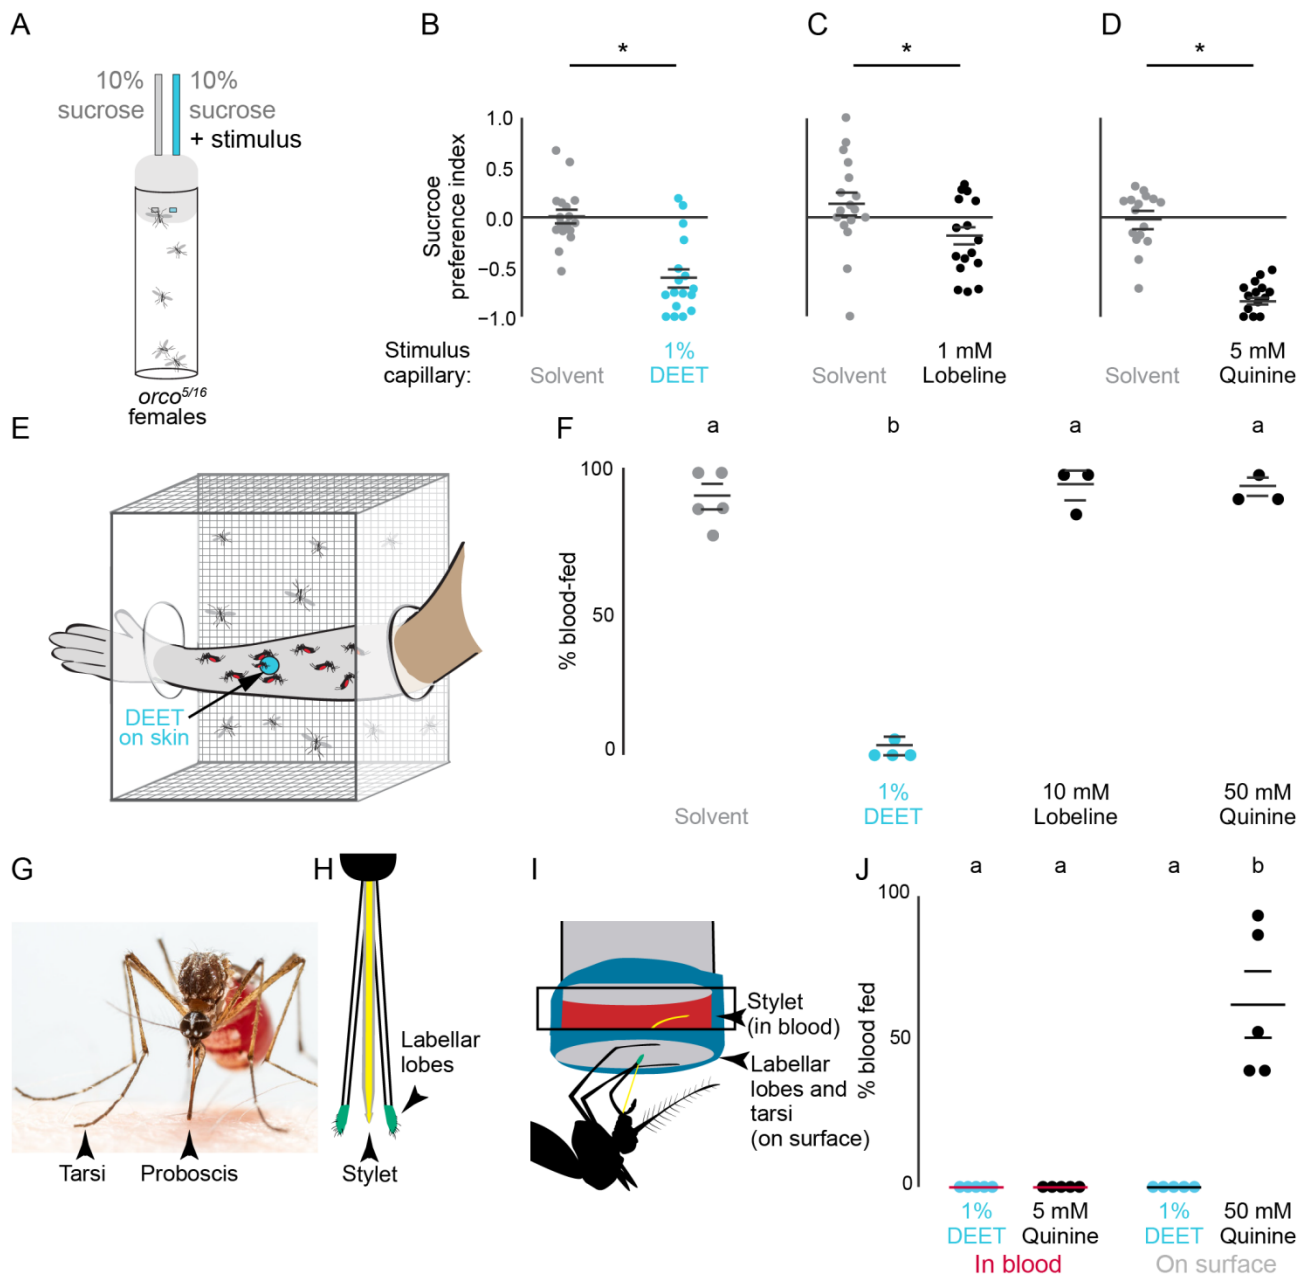 A
10%
sucrose
10%
sucrose
+ stimulus
orco5/16
females
B
*
Sucrcoe
preference index
1.0
0.0
−0.5
−1.0
Stimulus
capillary:
Solvent
1%
DEET
C
*
Solvent
1 mM
Lobeline
D
*
Solvent
5 mM
Quinine
E
DEET
on skin
F
a
b
a
a
% blood-fed
100
50
0
Solvent
1%
DEET
10 mM
Lobeline
50 mM
Quinine
G
Tarsi
Proboscis
H
Labellar
lobes
Stylet
I
Stylet
(in blood)
Labellar
lobes and
tarsi
(on surface)
J
a
a
a
b
% blood fed
100
50
0
1%
DEET
5 mM
Quinine
In blood
1%
DEET
50 mM
Quinine
On surface